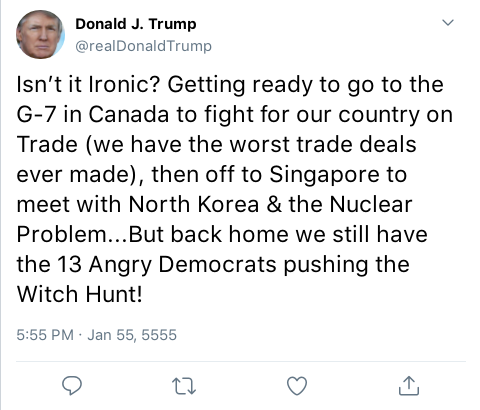 Donald J. Trump
@realDonaldTrump
Isn't it Ironic? Getting ready to go to the
G-7 in Canada to fight for our country on
Trade (we have the worst trade deals
ever made), then off to Singapore to
meet with North Korea & the Nuclear
Problem...But back home we still have
the 13 Angry Democrats pushing the
Witch Hunt!
5:55 PM · Jan 55, 5555